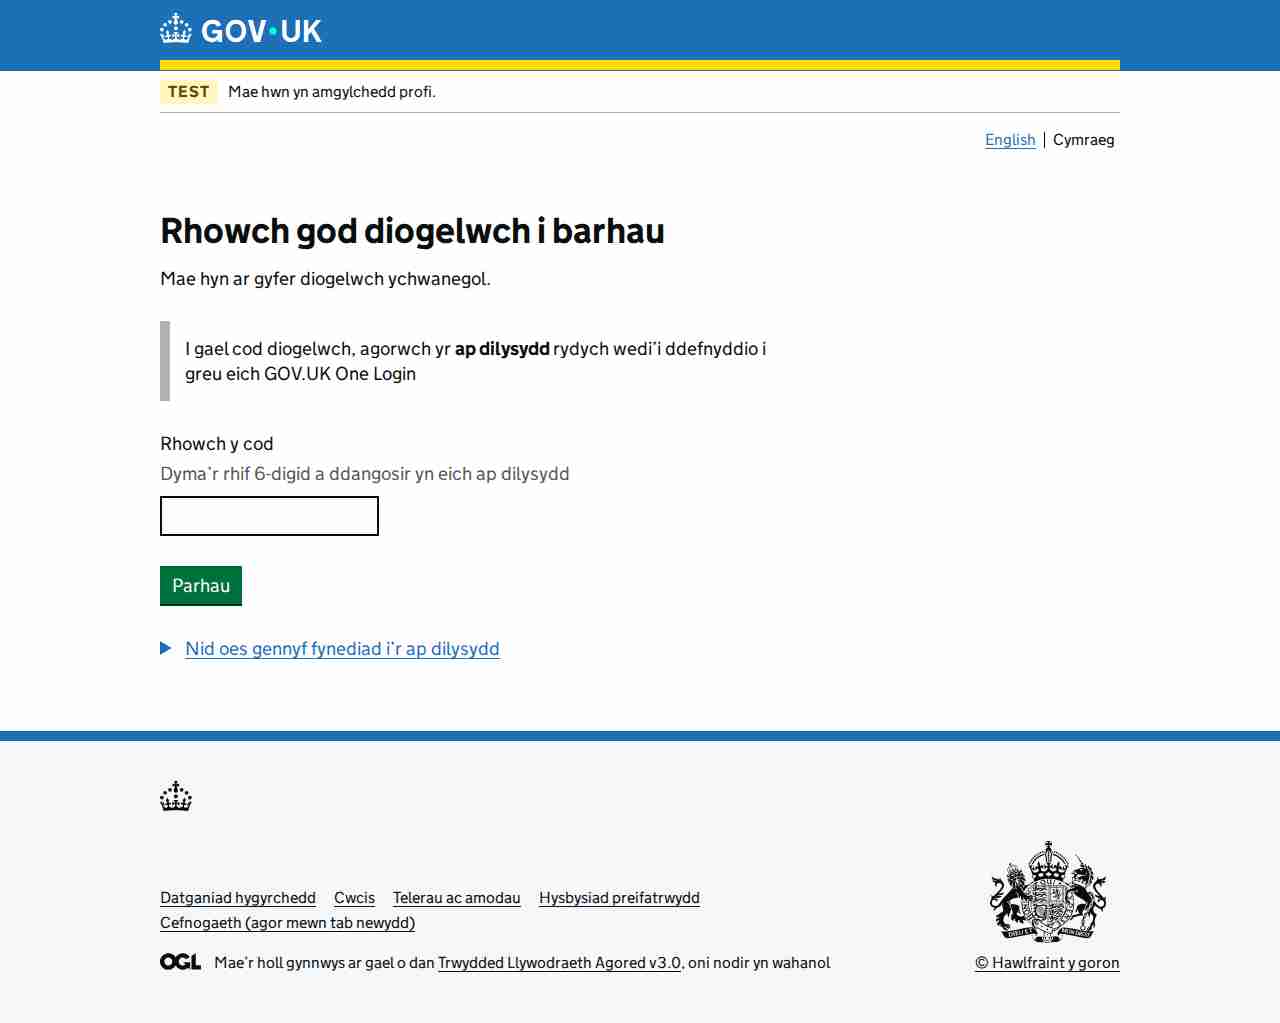 GOV·UK
TEST Mae hwn yn amgylchedd profi.
English | Cymraeg
Rhowch god diogelwch i barhau
Mae hyn ar gyfer diogelwch ychwanegol.
I gael cod diogelwch, agorwch yr ap dilysydd rydych wedi'i ddefnyddio i
greu eich GOV.UK One Login
Rhowch y cod
Dyma'r rhif 6-digid a ddangosir yn eich ap dilysydd
Parhau
Nid oes gennyf fynediad i'r ap dilysydd
Datganiad hygyrchedd Cwcis Telerau ac amodau Hysbysiad preifatrwydd
Cefnogaeth (agor mewn tab newydd)
OGL Mae'r holl gynnwys ar gael o dan Trwydded Llywodraeth Agored v3.0, oni nodir yn wahanol
© Hawlfraint y goron